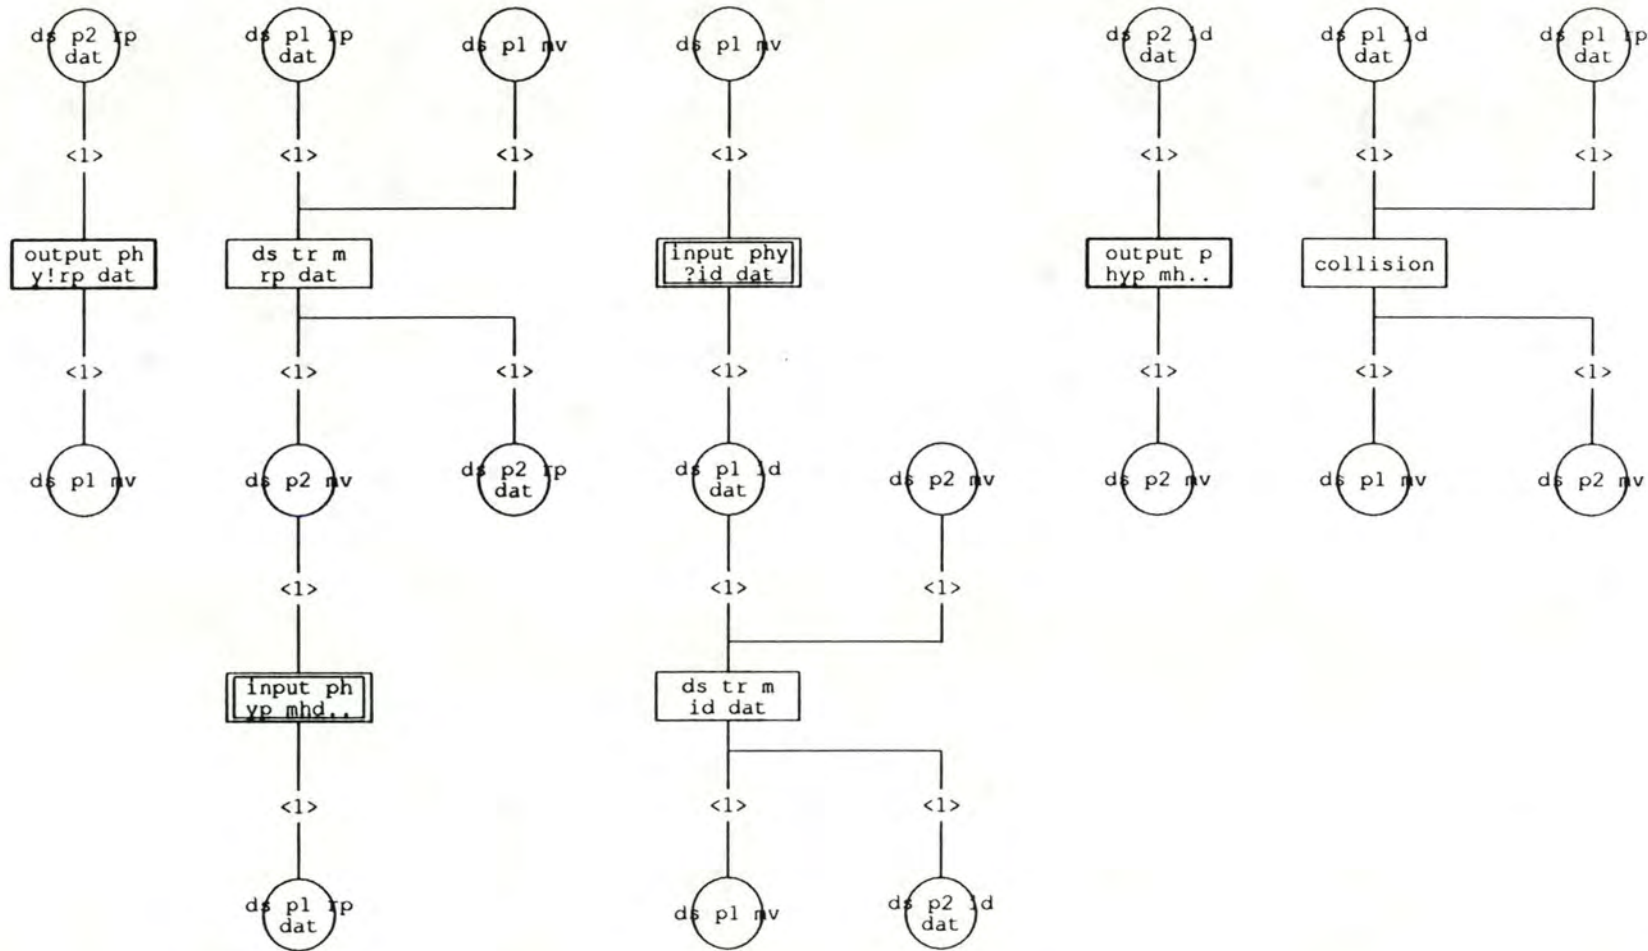 ds p2 rp
dat
ds p1 rp
dat
ds p1 mv
ds p1 mv
ds p2 id
dat
ds p1 id
dat
ds p1 rp
dat
<1>
<1>
<1>
<1>
<1>
<1>
<1>
output ph
y!rp dat
ds tr m
rp dat
input phy
?id dat
output p
hyp mh..
collision
<1>
<1>
<1>
<1>
<1>
<1>
<1>
ds p1 mv
ds p2 mv
ds p2 rp
dat
ds p1 id
dat
ds p2 mv
ds p2 mv
ds p1 mv
ds p2 mv
<1>
<1>
<1>
input ph
yp mhd..
ds tr m
id dat
<1>
<1>
<1>
ds p1 rp
dat
ds p1 mv
ds p2 id
dat